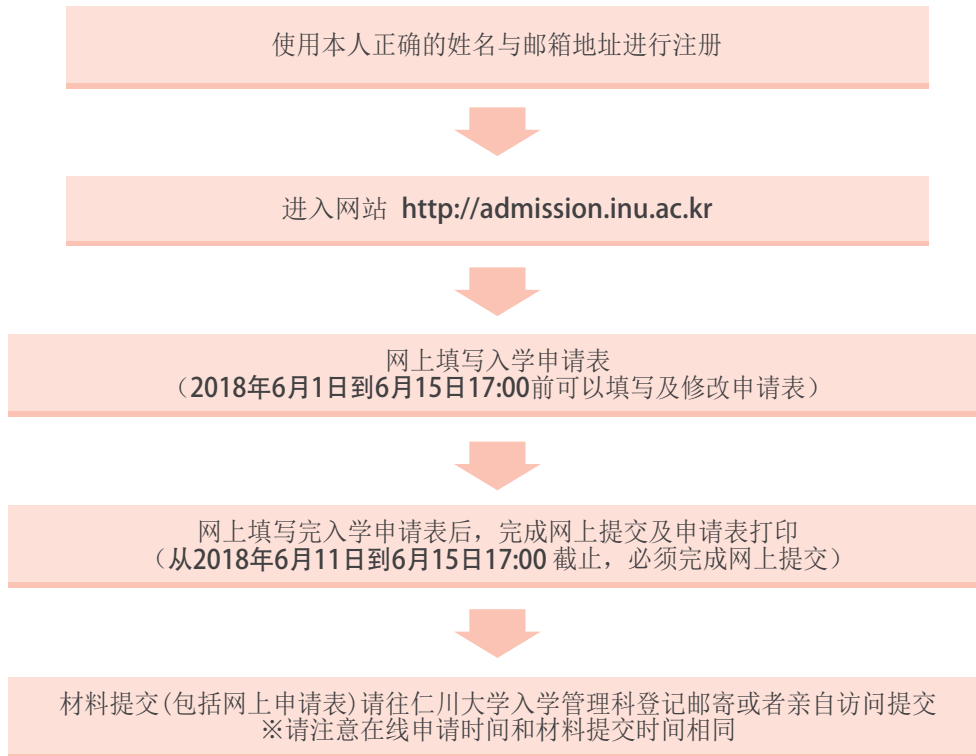 使用本人正确的姓名与邮箱地址进行注册
进入网站 http://admission.inu.ac.kr
网上填写入学申请表
（2018年6月1日到6月15日17:00前可以填写及修改申请表）
网上填写完入学申请表后，完成网上提交及申请表打印
（从2018年6月11日到6月15日17:00 截止，必须完成网上提交）
材料提交(包括网上申请表)请往仁川大学入学管理科登记邮寄或者亲自访问提交
※请注意在线申请时间和材料提交时间相同